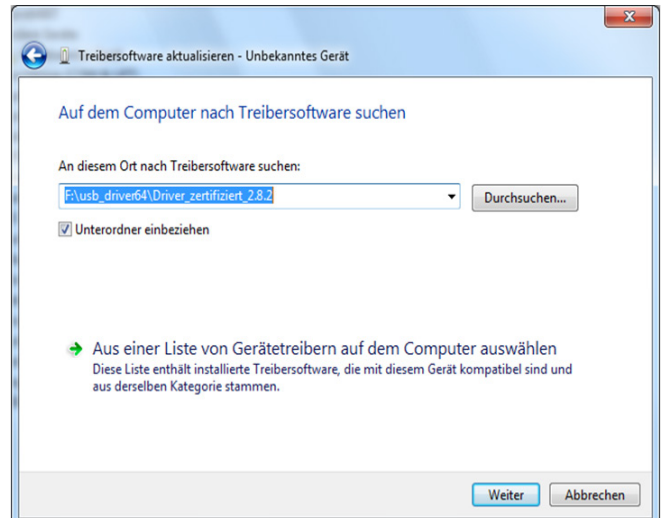 Treibersoftware aktualisieren - Unbekanntes Gerät
Auf dem Computer nach Treibersoftware suchen
An diesem Ort nach Treibersoftware suchen:
F:\usb_driver64\Driver_zertifiziert_2.8.2
Durchsuchen...
Unterordner einbeziehen
Aus einer Liste von Gerätetreibern auf dem Computer auswählen
Diese Liste enthält installierte Treibersoftware, die mit diesem Gerät kompatibel sind und
aus derselben Kategorie stammen.
Weiter
Abbrechen